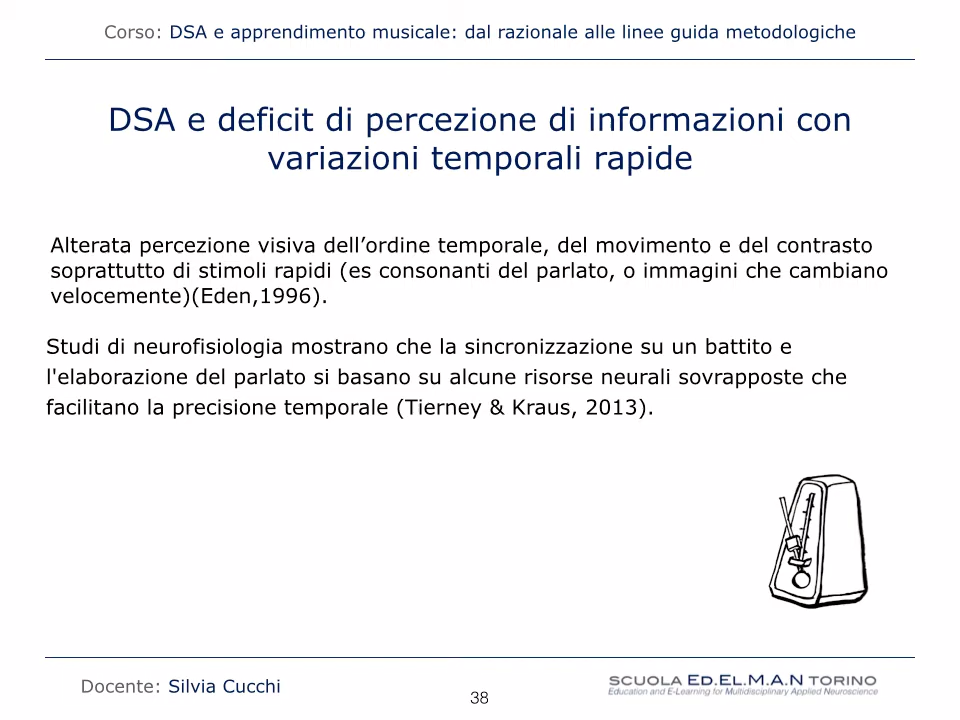 Corso: DSA e apprendimento musicale: dal razionale alle linee guida metodologiche
DSA e deficit di percezione di informazioni con
variazioni temporali rapide
Alterata percezione visiva dell’ordine temporale, del movimento e del contrasto
soprattutto di stimoli rapidi (es consonanti del parlato, o immagini che cambiano
velocemente)(Eden,1996).
Studi di neurofisiologia mostrano che la sincronizzazione su un battito e
l'elaborazione del parlato si basano su alcune risorse neurali sovrapposte che
facilitano la precisione temporale (Tierney & Kraus, 2013).
Docente: Silvia Cucchi
38
SCUOLA ED.EL.M.A.N TORINO
Education and E-Learning for Multidisciplinary Applied Neuroscience